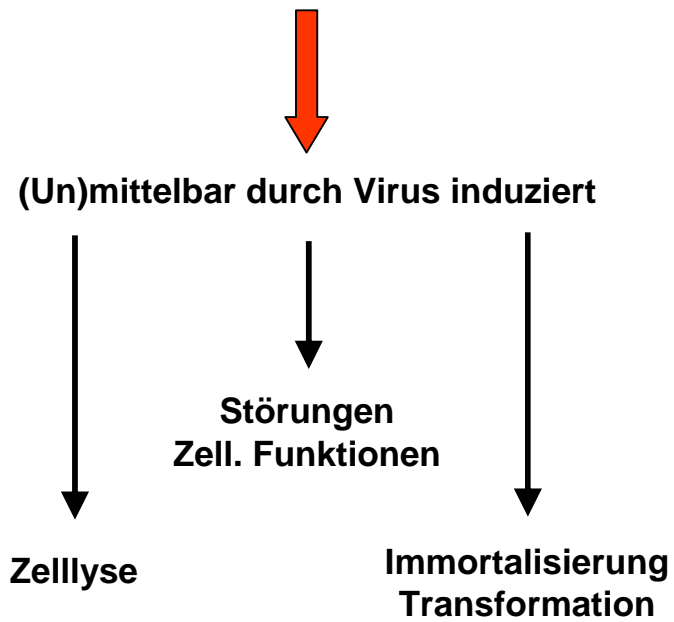 (Un)mittelbar durch Virus induziert
Störungen
Zell. Funktionen
Zelllyse
Immortalisierung
Transformation